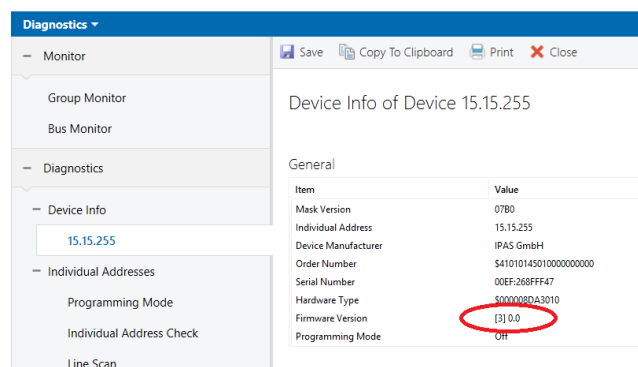 Diagnostics
Monitor
Group Monitor
Bus Monitor
Diagnostics
Device Info
15.15.255
Individual Addresses
Programming Mode
Individual Address Check
Line Scan
Save Copy To Clipboard Print Close
Device Info of Device 15.15.255
General
Item Value
Mask Version 07B0
Individual Address 15.15.255
Device Manufacturer IPAS GmbH
Order Number $41010145010000000000
Serial Number 00EF:268FFF47
Hardware Type $000008DA3010
Firmware Version [3] 0.0
Programming Mode Off